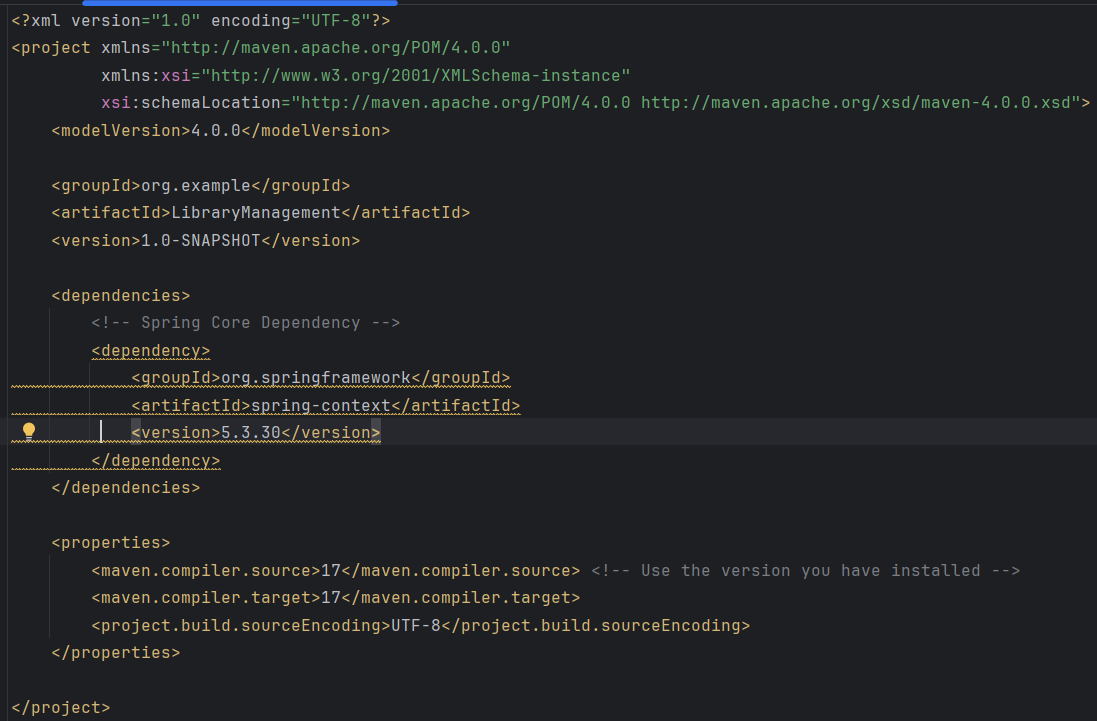 <?xml version="1.0" encoding="UTF-8"?>
<project xmlns="http://maven.apache.org/POM/4.0.0"
         xmlns:xsi="http://www.w3.org/2001/XMLSchema-instance"
         xsi:schemaLocation="http://maven.apache.org/POM/4.0.0 http://maven.apache.org/xsd/maven-4.0.0.xsd">
    <modelVersion>4.0.0</modelVersion>

    <groupId>org.example</groupId>
    <artifactId>LibraryManagement</artifactId>
    <version>1.0-SNAPSHOT</version>

    <dependencies>
        <!-- Spring Core Dependency -->
        <dependency>
            <groupId>org.springframework</groupId>
            <artifactId>spring-context</artifactId>
            <version>5.3.30</version>
        </dependency>
    </dependencies>

    <properties>
        <maven.compiler.source>17</maven.compiler.source> <!-- Use the version you have installed -->
        <maven.compiler.target>17</maven.compiler.target>
        <project.build.sourceEncoding>UTF-8</project.build.sourceEncoding>
    </properties>

</project>